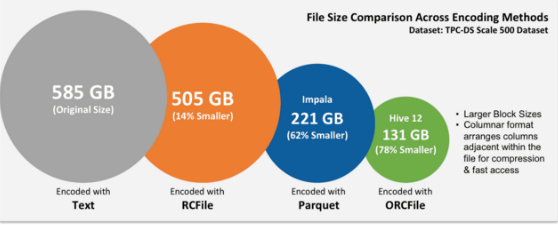 File Size Comparison Across Encoding Methods
Dataset: TPC-DS Scale 500 Dataset
585 GB
(Original Size)
505 GB
(14% Smaller)
Impala
221 GB
(62% Smaller)
Hive 12
131 GB
(78% Smaller)
• Larger Block Sizes
• Columnar format
arranges columns
adjacent within the
file for compression
& fast access
Encoded with
Text
Encoded with
RCFile
Encoded with
Parquet
Encoded with
ORCFile